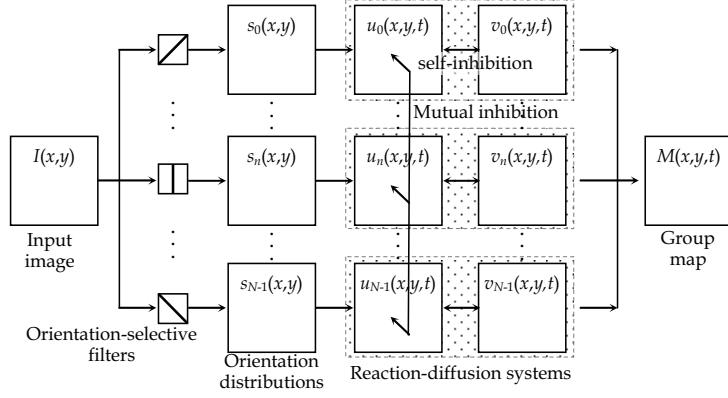 s0(x,y) u0(x,y,t) v0(x,y,t)
self-inhibition
Mutual inhibition
I(x,y) sn(x,y) un(x,y,t) vn(x,y,t) M(x,y,t)
Input
image
Group
map
sN-1(x,y) uN-1(x,y,t) vN-1(x,y,t)
Orientation-selective
filters
Orientation
distributions
Reaction-diffusion systems